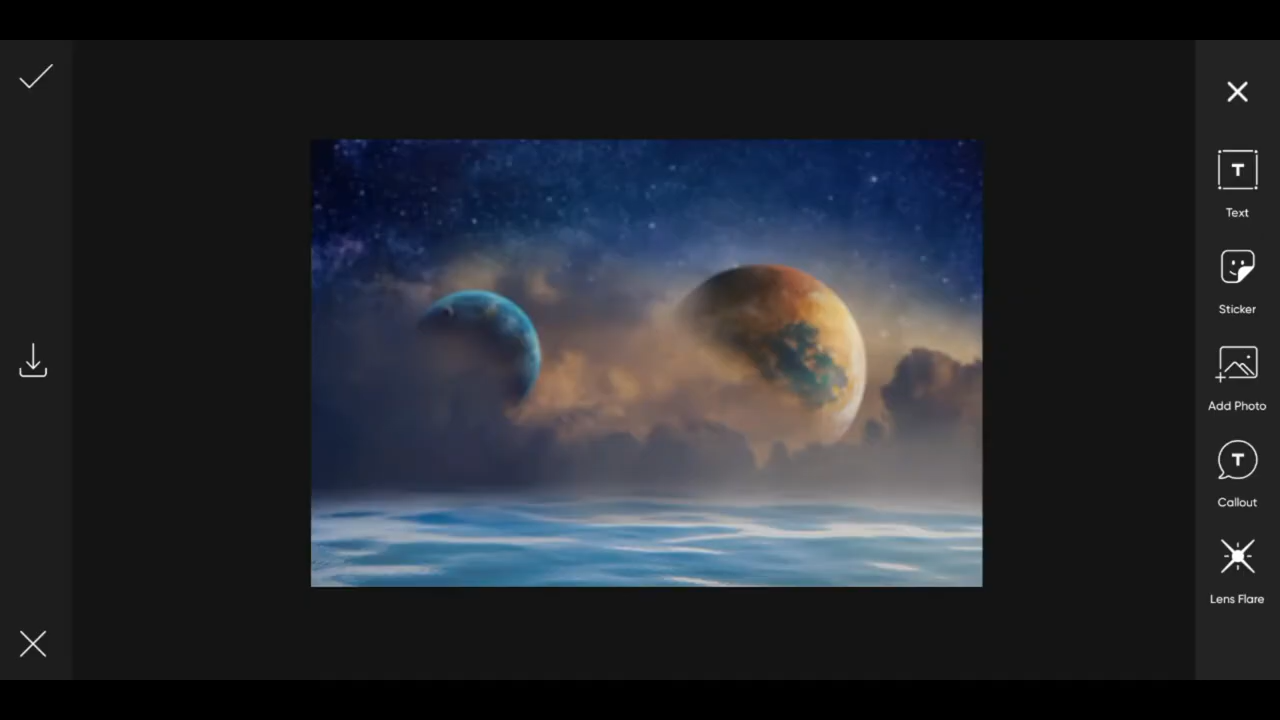 T
Text
Sticker
Add Photo
T
Callout
Lens Flare